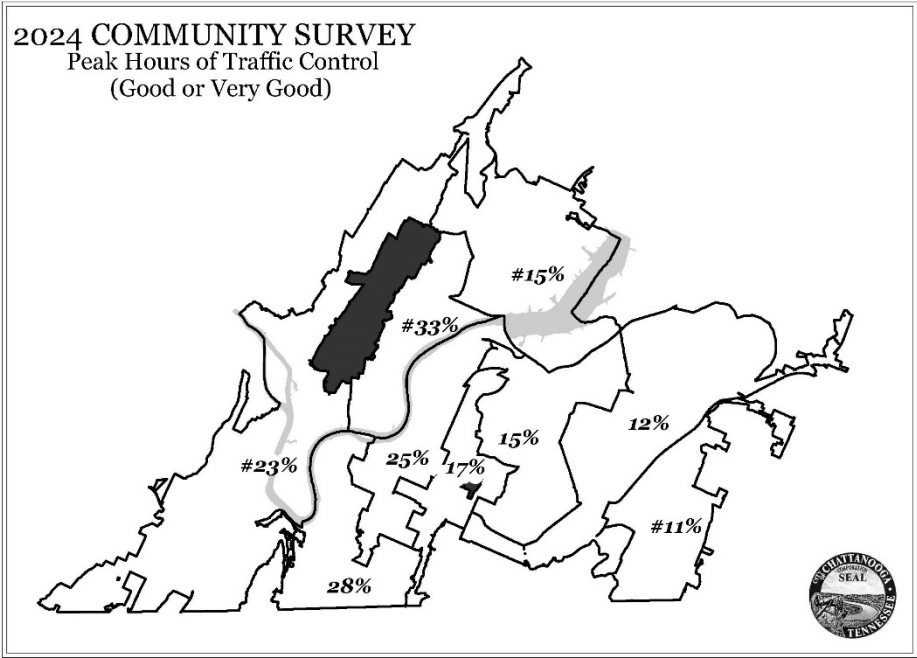 2024 COMMUNITY SURVEY
Peak Hours of Traffic Control
(Good or Very Good)
#15%
#33%
12%
15%
25%
17%
#23%
#11%
28%
CHATTANOOGA
CORPORATION
SEAL
TENNESSEE